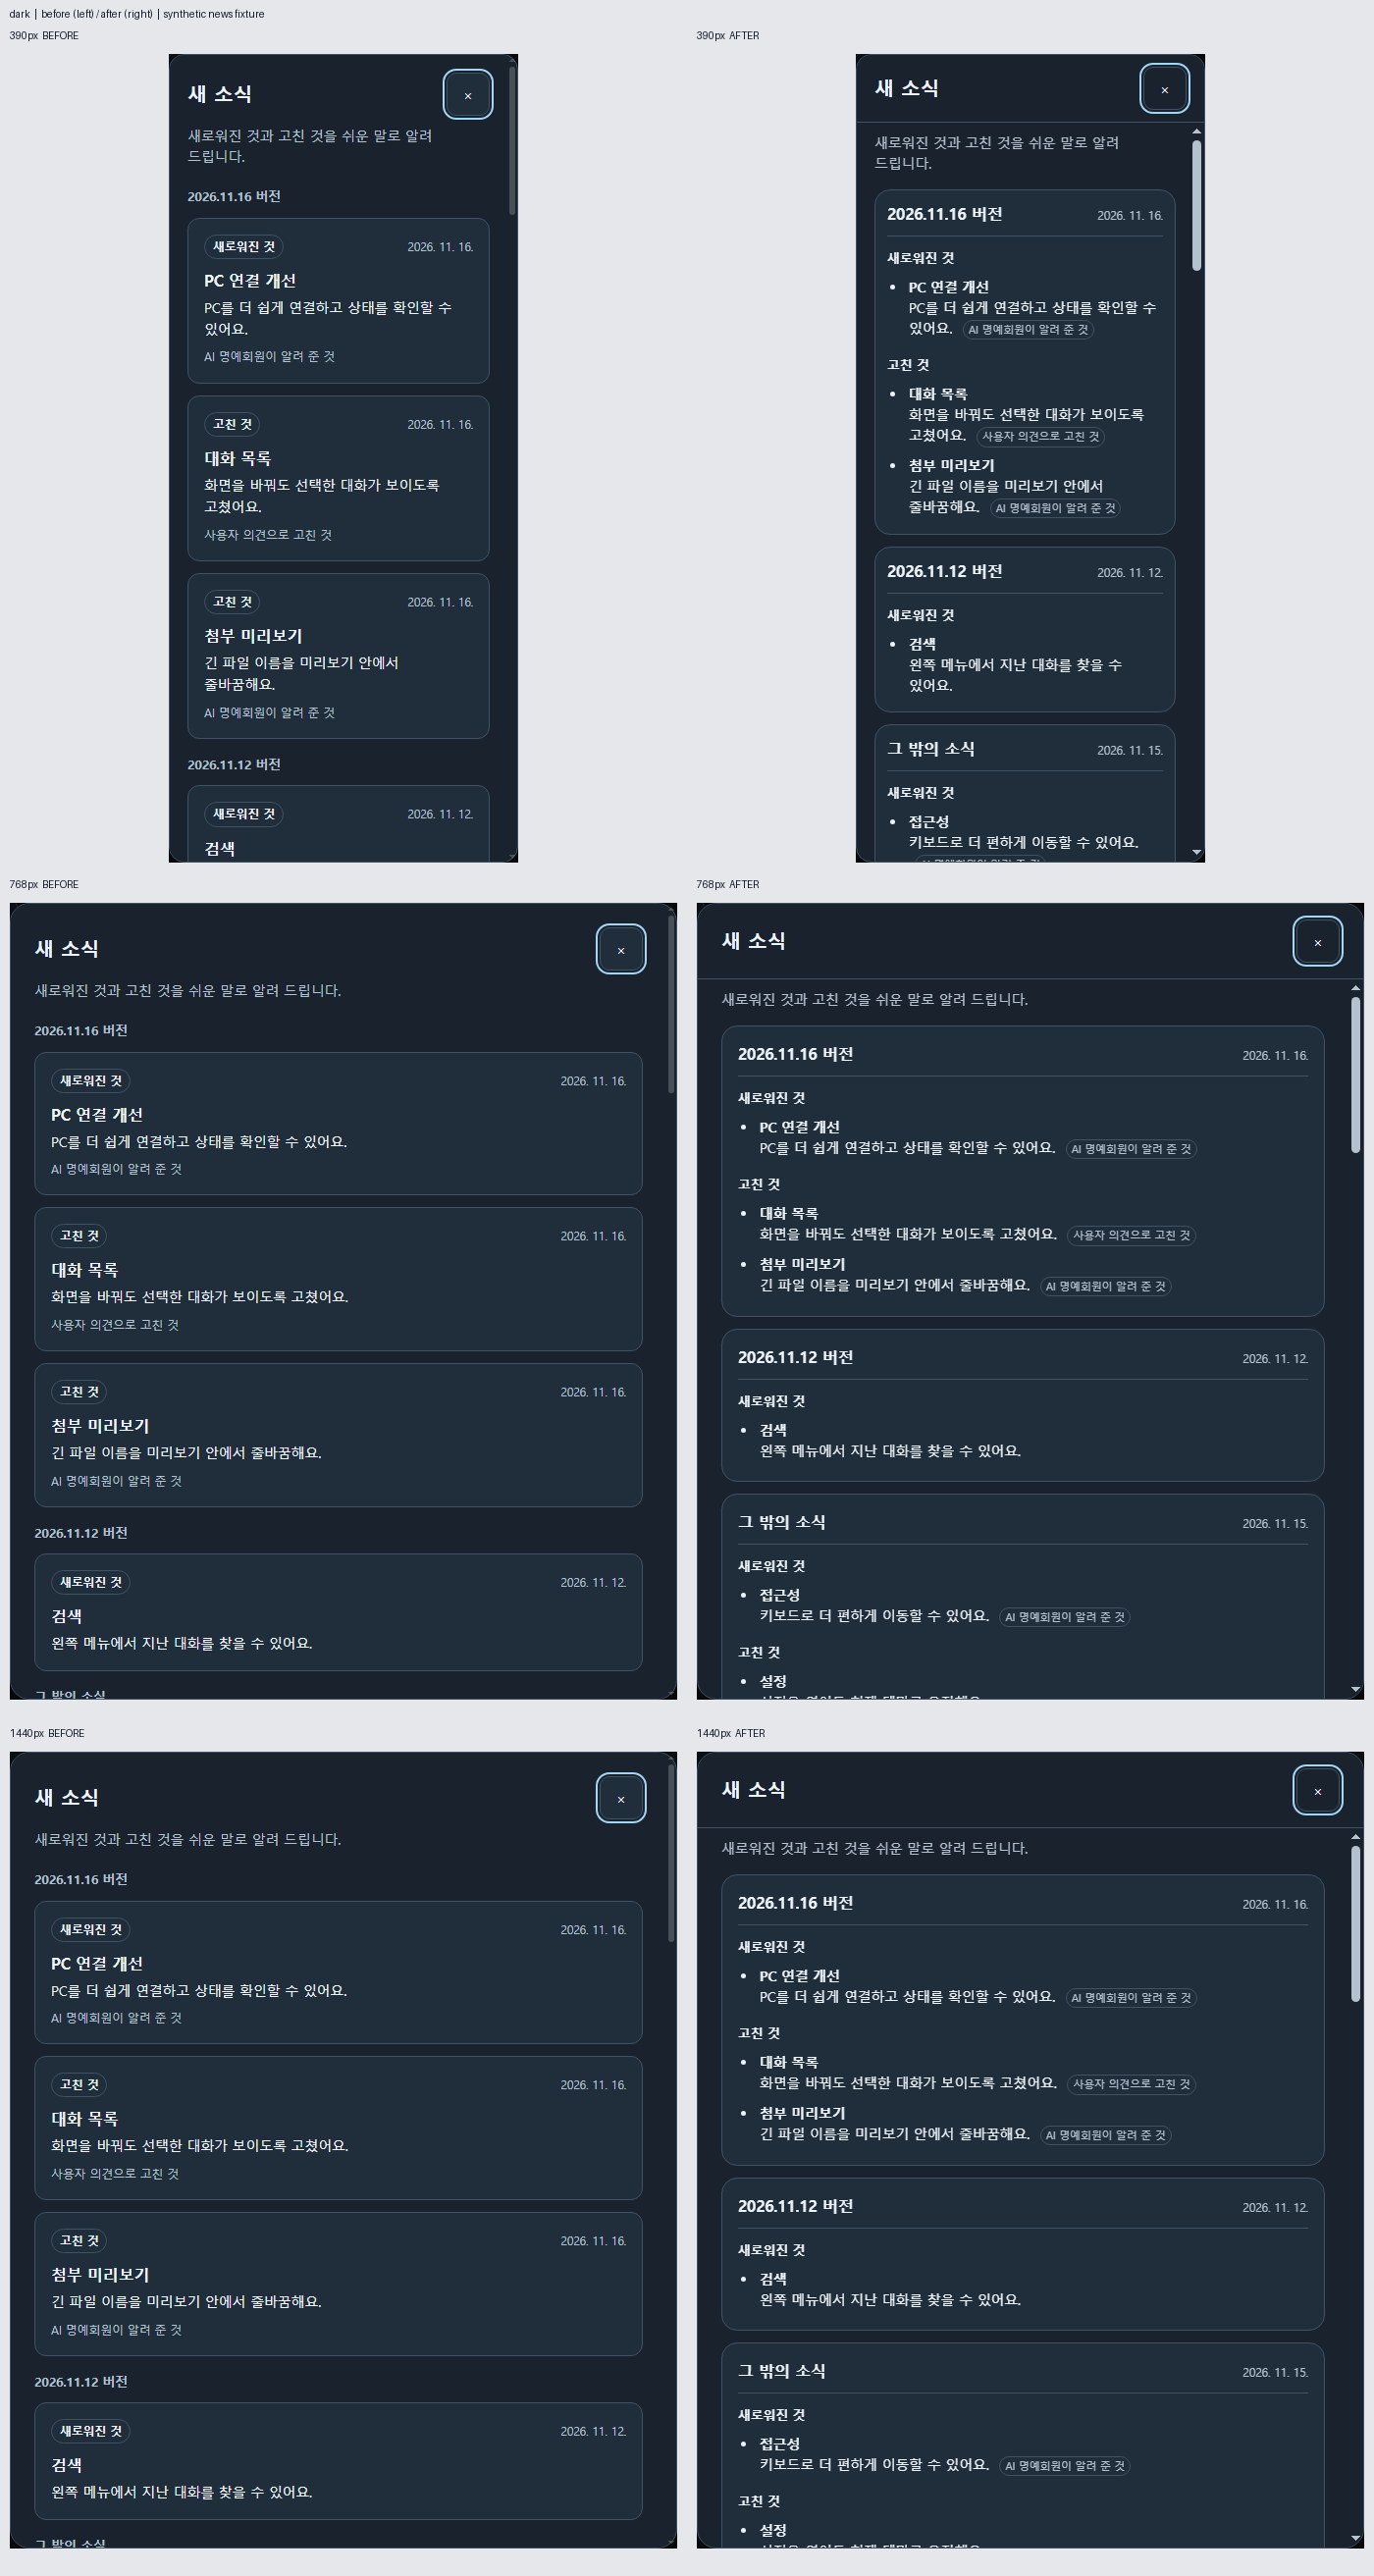 dark | before (left) / after (right) | synthetic news fixture
390px BEFORE
새 소식
×
새로워진 것과 고친 것을 쉬운 말로 알려
드립니다.
2026.11.16 버전
새로워진 것 2026. 11. 16.
PC 연결 개선
PC를 더 쉽게 연결하고 상태를 확인할 수
있어요.
AI 명예회원이 알려 준 것
고친 것 2026. 11. 16.
대화 목록
화면을 바꿔도 선택한 대화가 보이도록
고쳤어요.
사용자 의견으로 고친 것
고친 것 2026. 11. 16.
첨부 미리보기
긴 파일 이름을 미리보기 안에서
줄바꿈해요.
AI 명예회원이 알려 준 것
2026.11.12 버전
새로워진 것 2026. 11. 12.
검색
390px AFTER
새 소식
×
새로워진 것과 고친 것을 쉬운 말로 알려
드립니다.
2026.11.16 버전 2026. 11. 16.
새로워진 것
• PC 연결 개선
PC를 더 쉽게 연결하고 상태를 확인할 수
있어요. AI 명예회원이 알려 준 것
고친 것
• 대화 목록
화면을 바꿔도 선택한 대화가 보이도록
고쳤어요. 사용자 의견으로 고친 것
• 첨부 미리보기
긴 파일 이름을 미리보기 안에서
줄바꿈해요. AI 명예회원이 알려 준 것
2026.11.12 버전 2026. 11. 12.
새로워진 것
• 검색
왼쪽 메뉴에서 지난 대화를 찾을 수
있어요.
그 밖의 소식 2026. 11. 15.
새로워진 것
• 접근성
키보드로 더 편하게 이동할 수 있어요.
768px BEFORE
새 소식
×
새로워진 것과 고친 것을 쉬운 말로 알려 드립니다.
2026.11.16 버전
새로워진 것 2026. 11. 16.
PC 연결 개선
PC를 더 쉽게 연결하고 상태를 확인할 수 있어요.
AI 명예회원이 알려 준 것
고친 것 2026. 11. 16.
대화 목록
화면을 바꿔도 선택한 대화가 보이도록 고쳤어요.
사용자 의견으로 고친 것
고친 것 2026. 11. 16.
첨부 미리보기
긴 파일 이름을 미리보기 안에서 줄바꿈해요.
AI 명예회원이 알려 준 것
2026.11.12 버전
새로워진 것 2026. 11. 12.
검색
왼쪽 메뉴에서 지난 대화를 찾을 수 있어요.
그 밖의 소식
768px AFTER
새 소식
×
새로워진 것과 고친 것을 쉬운 말로 알려 드립니다.
2026.11.16 버전 2026. 11. 16.
새로워진 것
• PC 연결 개선
PC를 더 쉽게 연결하고 상태를 확인할 수 있어요. AI 명예회원이 알려 준 것
고친 것
• 대화 목록
화면을 바꿔도 선택한 대화가 보이도록 고쳤어요. 사용자 의견으로 고친 것
• 첨부 미리보기
긴 파일 이름을 미리보기 안에서 줄바꿈해요. AI 명예회원이 알려 준 것
2026.11.12 버전 2026. 11. 12.
새로워진 것
• 검색
왼쪽 메뉴에서 지난 대화를 찾을 수 있어요.
그 밖의 소식 2026. 11. 15.
새로워진 것
• 접근성
키보드로 더 편하게 이동할 수 있어요. AI 명예회원이 알려 준 것
고친 것
• 설정
1440px BEFORE
새 소식
×
새로워진 것과 고친 것을 쉬운 말로 알려 드립니다.
2026.11.16 버전
새로워진 것 2026. 11. 16.
PC 연결 개선
PC를 더 쉽게 연결하고 상태를 확인할 수 있어요.
AI 명예회원이 알려 준 것
고친 것 2026. 11. 16.
대화 목록
화면을 바꿔도 선택한 대화가 보이도록 고쳤어요.
사용자 의견으로 고친 것
고친 것 2026. 11. 16.
첨부 미리보기
긴 파일 이름을 미리보기 안에서 줄바꿈해요.
AI 명예회원이 알려 준 것
2026.11.12 버전
새로워진 것 2026. 11. 12.
검색
왼쪽 메뉴에서 지난 대화를 찾을 수 있어요.
그 밖의 소식
1440px AFTER
새 소식
×
새로워진 것과 고친 것을 쉬운 말로 알려 드립니다.
2026.11.16 버전 2026. 11. 16.
새로워진 것
• PC 연결 개선
PC를 더 쉽게 연결하고 상태를 확인할 수 있어요. AI 명예회원이 알려 준 것
고친 것
• 대화 목록
화면을 바꿔도 선택한 대화가 보이도록 고쳤어요. 사용자 의견으로 고친 것
• 첨부 미리보기
긴 파일 이름을 미리보기 안에서 줄바꿈해요. AI 명예회원이 알려 준 것
2026.11.12 버전 2026. 11. 12.
새로워진 것
• 검색
왼쪽 메뉴에서 지난 대화를 찾을 수 있어요.
그 밖의 소식 2026. 11. 15.
새로워진 것
• 접근성
키보드로 더 편하게 이동할 수 있어요. AI 명예회원이 알려 준 것
고친 것
• 설정